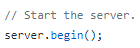 // Start the server.
server.begin();